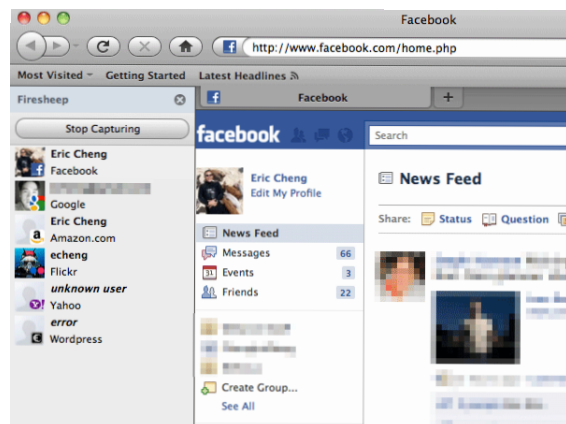 Facebook
http://www.facebook.com/home.php
Most Visited Getting Started Latest Headlines
Firesheep
Facebook
+
Stop Capturing
facebook
Search
Eric Cheng
Facebook
Google
Eric Cheng
Amazon.com
echeng
Flickr
unknown user
Yahoo
error
Wordpress
Eric Cheng
Edit My Profile
News Feed
Messages 66
Events 3
Friends 22
Create Group...
See All
News Feed
Share: Status Question